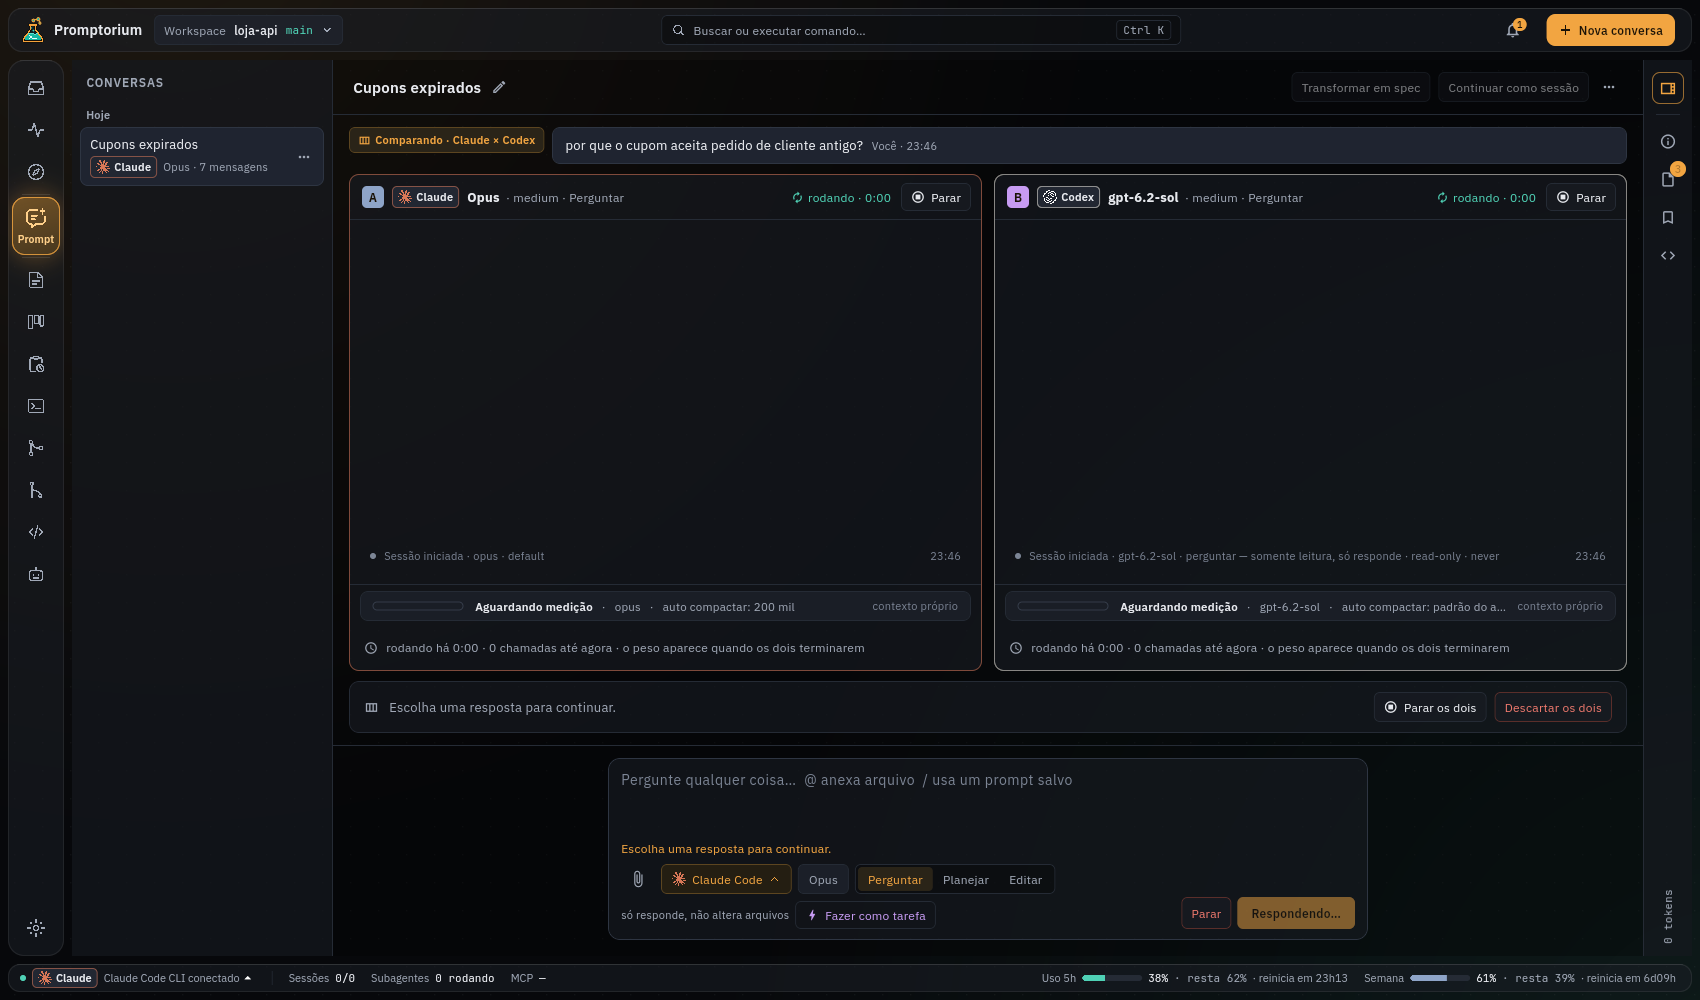 Promptorium
Workspace loja-api main
Buscar ou executar comando...
Ctrl K
1
Nova conversa
CONVERSAS
Hoje
Cupons expirados
Claude Opus · 7 mensagens
Prompt
Cupons expirados
Transformar em spec
Continuar como sessão
Comparando · Claude × Codex
por que o cupom aceita pedido de cliente antigo? Você · 23:46
A Claude Opus · medium · Perguntar
rodando · 0:00
Parar
Sessão iniciada · opus · default 23:46
Aguardando medição · opus · auto compactar: 200 mil contexto próprio
rodando há 0:00 · 0 chamadas até agora · o peso aparece quando os dois terminarem
B Codex gpt-6.2-sol · medium · Perguntar
rodando · 0:00
Parar
Sessão iniciada · gpt-6.2-sol · perguntar — somente leitura, só responde · read-only · never 23:46
Aguardando medição · gpt-6.2-sol · auto compactar: padrão do a... contexto próprio
rodando há 0:00 · 0 chamadas até agora · o peso aparece quando os dois terminarem
Escolha uma resposta para continuar.
Parar os dois
Descartar os dois
Pergunte qualquer coisa... @ anexa arquivo / usa um prompt salvo
Escolha uma resposta para continuar.
Claude Code
Opus
Perguntar
Planejar
Editar
só responde, não altera arquivos
Fazer como tarefa
Parar
Respondendo...
3
0 tokens
Claude Claude Code CLI conectado
Sessões 0/0
Subagentes 0 rodando
MCP —
Uso 5h 38% · resta 62% · reinicia em 23h13
Semana 61% · resta 39% · reinicia em 6d09h